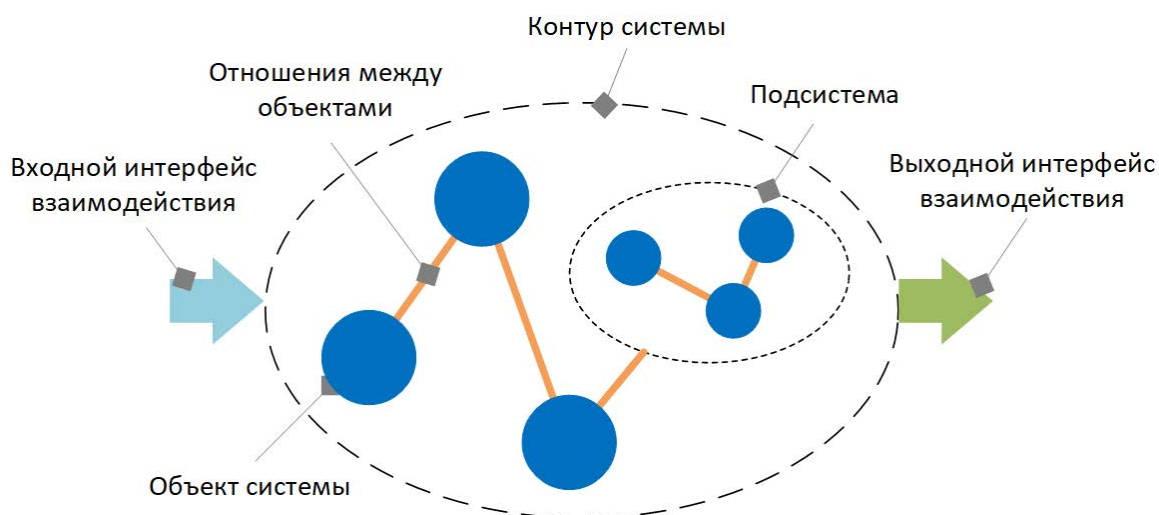 Контур системы
Отношения между
объектами
Подсистема
Входной интерфейс
взаимодействия
Выходной интерфейс
взаимодействия
Объект системы